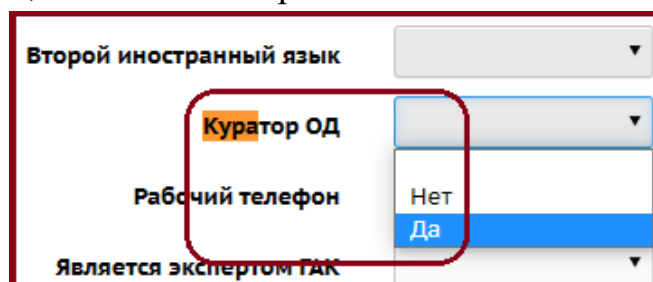 Второй иностранный язык
Куратор ОД
Рабочий телефон
Нет
Да
Является экспертом ГАК